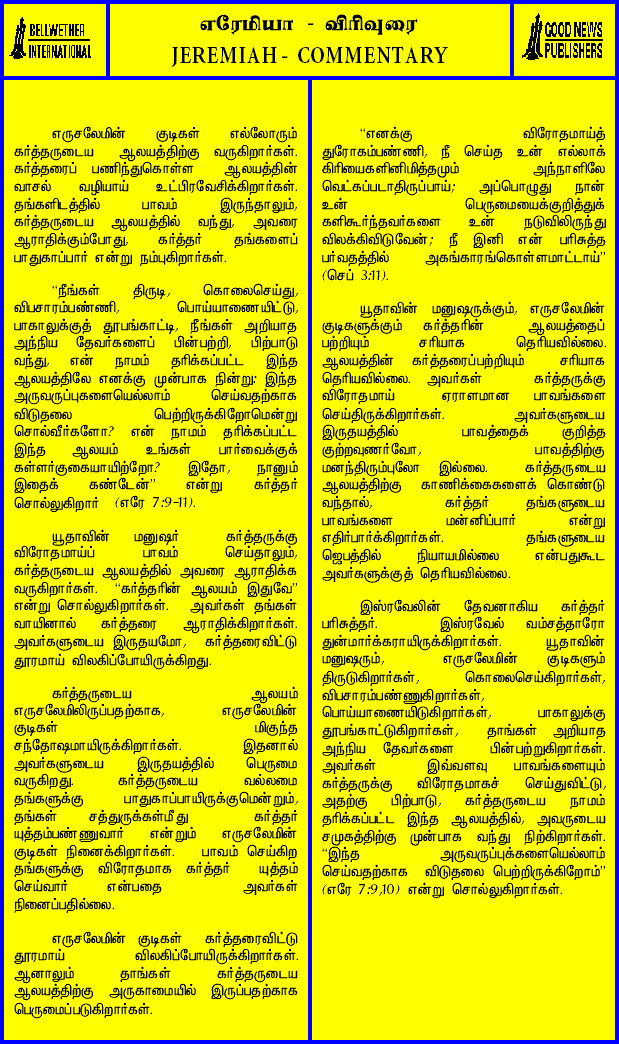 BELLWETHER
INTERNATIONAL
எரேமியா - விரிவுரை
JEREMIAH - COMMENTARY
GOOD NEWS
PUBLISHERS
எருசலேமின் குடிகள் எல்லோரும்
கர்த்தருடைய ஆலயத்திற்கு வருகிறார்கள்.
கர்த்தரைப் பணிந்துகொள்ள ஆலயத்தின்
வாசல் வழியாய் உட்பிரவேசிக்கிறார்கள்.
தங்களிடத்தில் பாவம் இருந்தாலும்,
கர்த்தருடைய ஆலயத்தில் வந்து, அவரை
ஆராதிக்கும்போது, கர்த்தர் தங்களைப்
பாதுகாப்பார் என்று நம்புகிறார்கள்.
“நீங்கள் திருடி, கொலைசெய்து,
விபசாரம்பண்ணி, பொய்யாணையிட்டு,
பாகாலுக்குத் தூபங்காட்டி, நீங்கள் அறியாத
அந்நிய தேவர்களைப் பின்பற்றி, பிற்பாடு
வந்து, என் நாமம் தரிக்கப்பட்ட இந்த
ஆலயத்திலே எனக்கு முன்பாக நின்று: இந்த
அருவருப்புகளையெல்லாம் செய்வதற்காக
விடுதலை பெற்றிருக்கிறோமென்று
சொல்வீர்களோ? என் நாமம் தரிக்கப்பட்ட
இந்த ஆலயம் உங்கள் பார்வைக்குக்
கள்ளர்குகையாயிற்றோ? இதோ, நானும்
இதைக் கண்டேன்” என்று கர்த்தர்
சொல்லுகிறார் (எரே 7:9-11).
யூதாவின் மனுஷர் கர்த்தருக்கு
விரோதமாய்ப் பாவம் செய்தாலும்,
கர்த்தருடைய ஆலயத்தில் அவரை ஆராதிக்க
வருகிறார்கள். “கர்த்தரின் ஆலயம் இதுவே”
என்று சொல்லுகிறார்கள். அவர்கள் தங்கள்
வாயினால் கர்த்தரை ஆராதிக்கிறார்கள்.
அவர்களுடைய இருதயமோ, கர்த்தரைவிட்டு
தூரமாய் விலகிப்போயிருக்கிறது.
கர்த்தருடைய ஆலயம்
எருசலேமிலிருப்பதற்காக, எருசலேமின்
குடிகள் மிகுந்த
சந்தோஷமாயிருக்கிறார்கள். இதனால்
அவர்களுடைய இருதயத்தில் பெருமை
வருகிறது. கர்த்தருடைய வல்லமை
தங்களுக்கு பாதுகாப்பாயிருக்குமென்றும்,
தங்கள் சத்துருக்கள்மீது கர்த்தர்
யுத்தம்பண்ணுவார் என்றும் எருசலேமின்
குடிகள் நினைக்கிறார்கள். பாவம் செய்கிற
தங்களுக்கு விரோதமாக கர்த்தர் யுத்தம்
செய்வார் என்பதை அவர்கள்
நினைப்பதில்லை.
எருசலேமின் குடிகள் கர்த்தரைவிட்டு
தூரமாய் விலகிப்போயிருக்கிறார்கள்.
ஆனாலும் தாங்கள் கர்த்தருடைய
ஆலயத்திற்கு அருகாமையில் இருப்பதற்காக
பெருமைப்படுகிறார்கள்.
“எனக்கு விரோதமாய்த்
துரோகம்பண்ணி, நீ செய்த உன் எல்லாக்
கிரியைகளினிமித்தமும் அந்நாளிலே
வெட்கப்படாதிருப்பாய்; அப்பொழுது நான்
உன் பெருமையைக்குறித்துக்
களிகூர்ந்தவர்களை உன் நடுவிலிருந்து
விலக்கிவிடுவேன்; நீ இனி என் பரிசுத்த
பர்வதத்தில் அகங்காரங்கொள்ளமாட்டாய்”
(செப் 3:11).
யூதாவின் மனுஷருக்கும், எருசலேமின்
குடிகளுக்கும் கர்த்தரின் ஆலயத்தைப்
பற்றியும் சரியாக தெரியவில்லை.
ஆலயத்தின் கர்த்தரைப்பற்றியும் சரியாக
தெரியவில்லை. அவர்கள் கர்த்தருக்கு
விரோதமாய் ஏராளமான பாவங்களை
செய்திருக்கிறார்கள். அவர்களுடைய
இருதயத்தில் பாவத்தைக் குறித்த
குற்றவுணர்வோ, பாவத்திற்கு
மனந்திரும்புலோ இல்லை. கர்த்தருடைய
ஆலயத்திற்கு காணிக்கைகளைக் கொண்டு
வந்தால், கர்த்தர் தங்களுடைய
பாவங்களை மன்னிப்பார் என்று
எதிர்பார்க்கிறார்கள். தங்களுடைய
ஜெபத்தில் நியாயமில்லை என்பதுகூட
அவர்களுக்குத் தெரியவில்லை.
இஸ்ரவேலின் தேவனாகிய கர்த்தர்
பரிசுத்தர். இஸ்ரவேல் வம்சத்தாரோ
துன்மார்க்கராயிருக்கிறார்கள். யூதாவின்
மனுஷரும், எருசலேமின் குடிகளும்
திருடுகிறார்கள், கொலைசெய்கிறார்கள்,
விபசாரம்பண்ணுகிறார்கள்,
பொய்யாணையிடுகிறார்கள், பாகாலுக்கு
தூபங்காட்டுகிறார்கள், தாங்கள் அறியாத
அந்நிய தேவர்களை பின்பற்றுகிறார்கள்.
அவர்கள் இவ்வளவு பாவங்களையும்
கர்த்தருக்கு விரோதமாகச் செய்துவிட்டு,
அதற்கு பிற்பாடு, கர்த்தருடைய நாமம்
தரிக்கப்பட்ட இந்த ஆலயத்தில், அவருடைய
சமுகத்திற்கு முன்பாக வந்து நிற்கிறார்கள்.
“இந்த அருவருப்புக்களையெல்லாம்
செய்வதற்காக விடுதலை பெற்றிருக்கிறோம்”
(எரே 7:9,10) என்று சொல்லுகிறார்கள்.